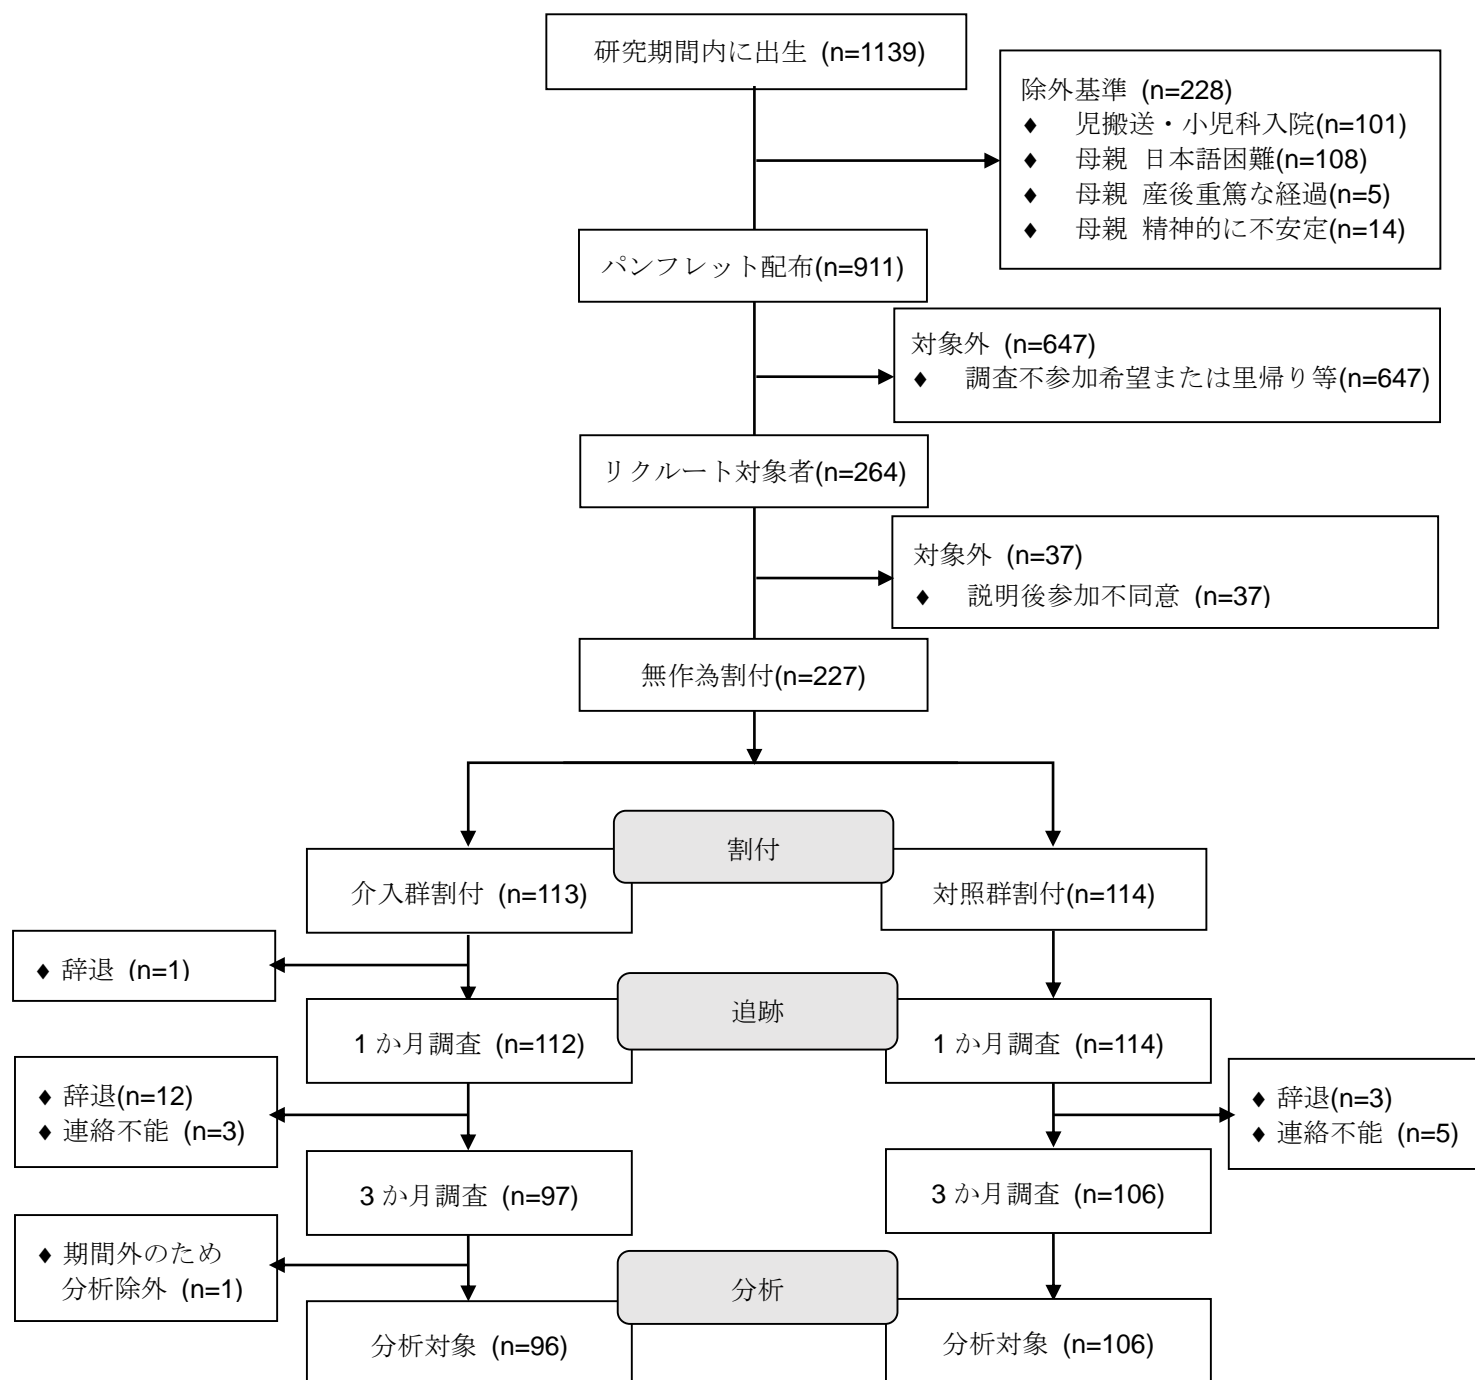 研究期間内に出生 (n=1139)
除外基準 (n=228)
♦ 児搬送・小児科入院(n=101)
♦ 母親 日本語困難(n=108)
♦ 母親 産後重篤な経過(n=5)
♦ 母親 精神的に不安定(n=14)
パンフレット配布(n=911)
対象外 (n=647)
♦ 調査不参加希望または里帰り等(n=647)
リクルート対象者(n=264)
対象外 (n=37)
♦ 説明後参加不同意 (n=37)
無作為割付(n=227)
割付
介入群割付 (n=113)
対照群割付(n=114)
♦ 辞退 (n=1)
追跡
1 か月調査 (n=112)
1 か月調査 (n=114)
♦ 辞退(n=12)
♦ 連絡不能 (n=3)
♦ 辞退(n=3)
♦ 連絡不能 (n=5)
3 か月調査 (n=97)
3 か月調査 (n=106)
♦ 期間外のため
分析除外 (n=1)
分析
分析対象 (n=96)
分析対象 (n=106)